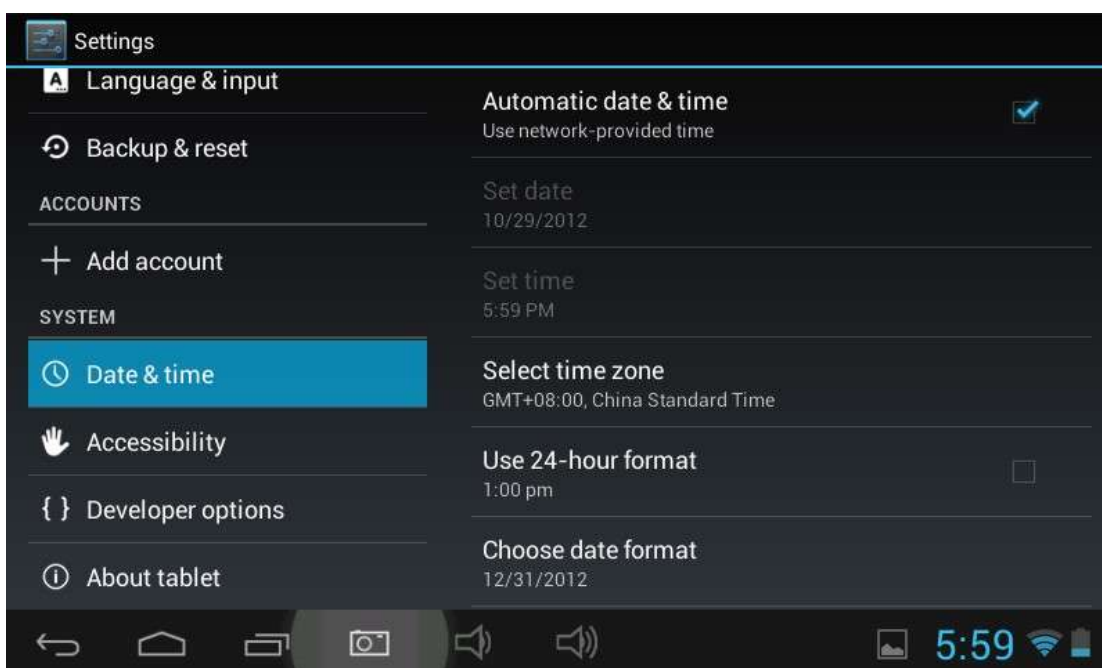 Settings
Language & input
Backup & reset
ACCOUNTS
Add account
SYSTEM
Date & time
Accessibility
{ } Developer options
About tablet
Automatic date & time
Use network-provided time
Set date
10/29/2012
Set time
5:59 PM
Select time zone
GMT+08:00, China Standard Time
Use 24-hour format
1:00 pm
Choose date format
12/31/2012
5:59